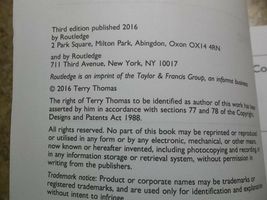 Third edition published 2016
by Routledge
2 Park Square, Milton Park, Abingdon, Oxon OX14 4RN
and by Routledge
711 Third Avenue, New York, NY 10017
Routledge is an imprint of the Taylor & Francis Group, an informa business
© 2016 Terry Thomas
The right of Terry Thomas to be identified as author of this work has been
asserted by him in accordance with sections 77 and 78 of the Copyright,
Designs and Patents Act 1988.
All rights reserved. No part of this book may be reprinted or reproduced
or utilised in any form or by any electronic, mechanical, or other means,
now known or hereafter invented, including photocopying and recording, or
in any information storage or retrieval system, without permission in
writing from the publishers.
Trademark notice: Product or corporate names may be trademarks or
registered trademarks, and are used only for identification and explanation
without intent to infringe.
Co